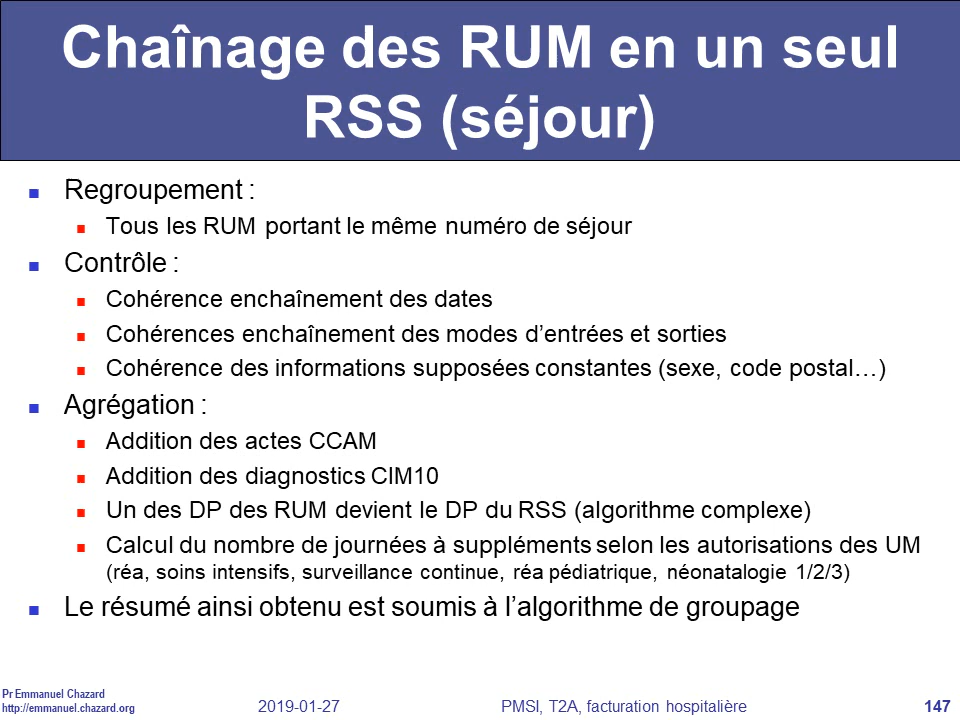 Chaînage des RUM en un seul
RSS (séjour)
Regroupement :
Tous les RUM portant le même numéro de séjour
Contrôle :
Cohérence enchaînement des dates
Cohérences enchaînement des modes d’entrées et sorties
Cohérence des informations supposées constantes (sexe, code postal…)
Agrégation :
Addition des actes CCAM
Addition des diagnostics CIM10
Un des DP des RUM devient le DP du RSS (algorithme complexe)
Calcul du nombre de journées à suppléments selon les autorisations des UM
(réa, soins intensifs, surveillance continue, réa pédiatrique, néonatalogie 1/2/3)
Le résumé ainsi obtenu est soumis à l’algorithme de groupage
Pr Emmanuel Chazard
http://emmanuel.chazard.org
2019-01-27
PMSI, T2A, facturation hospitalière
147